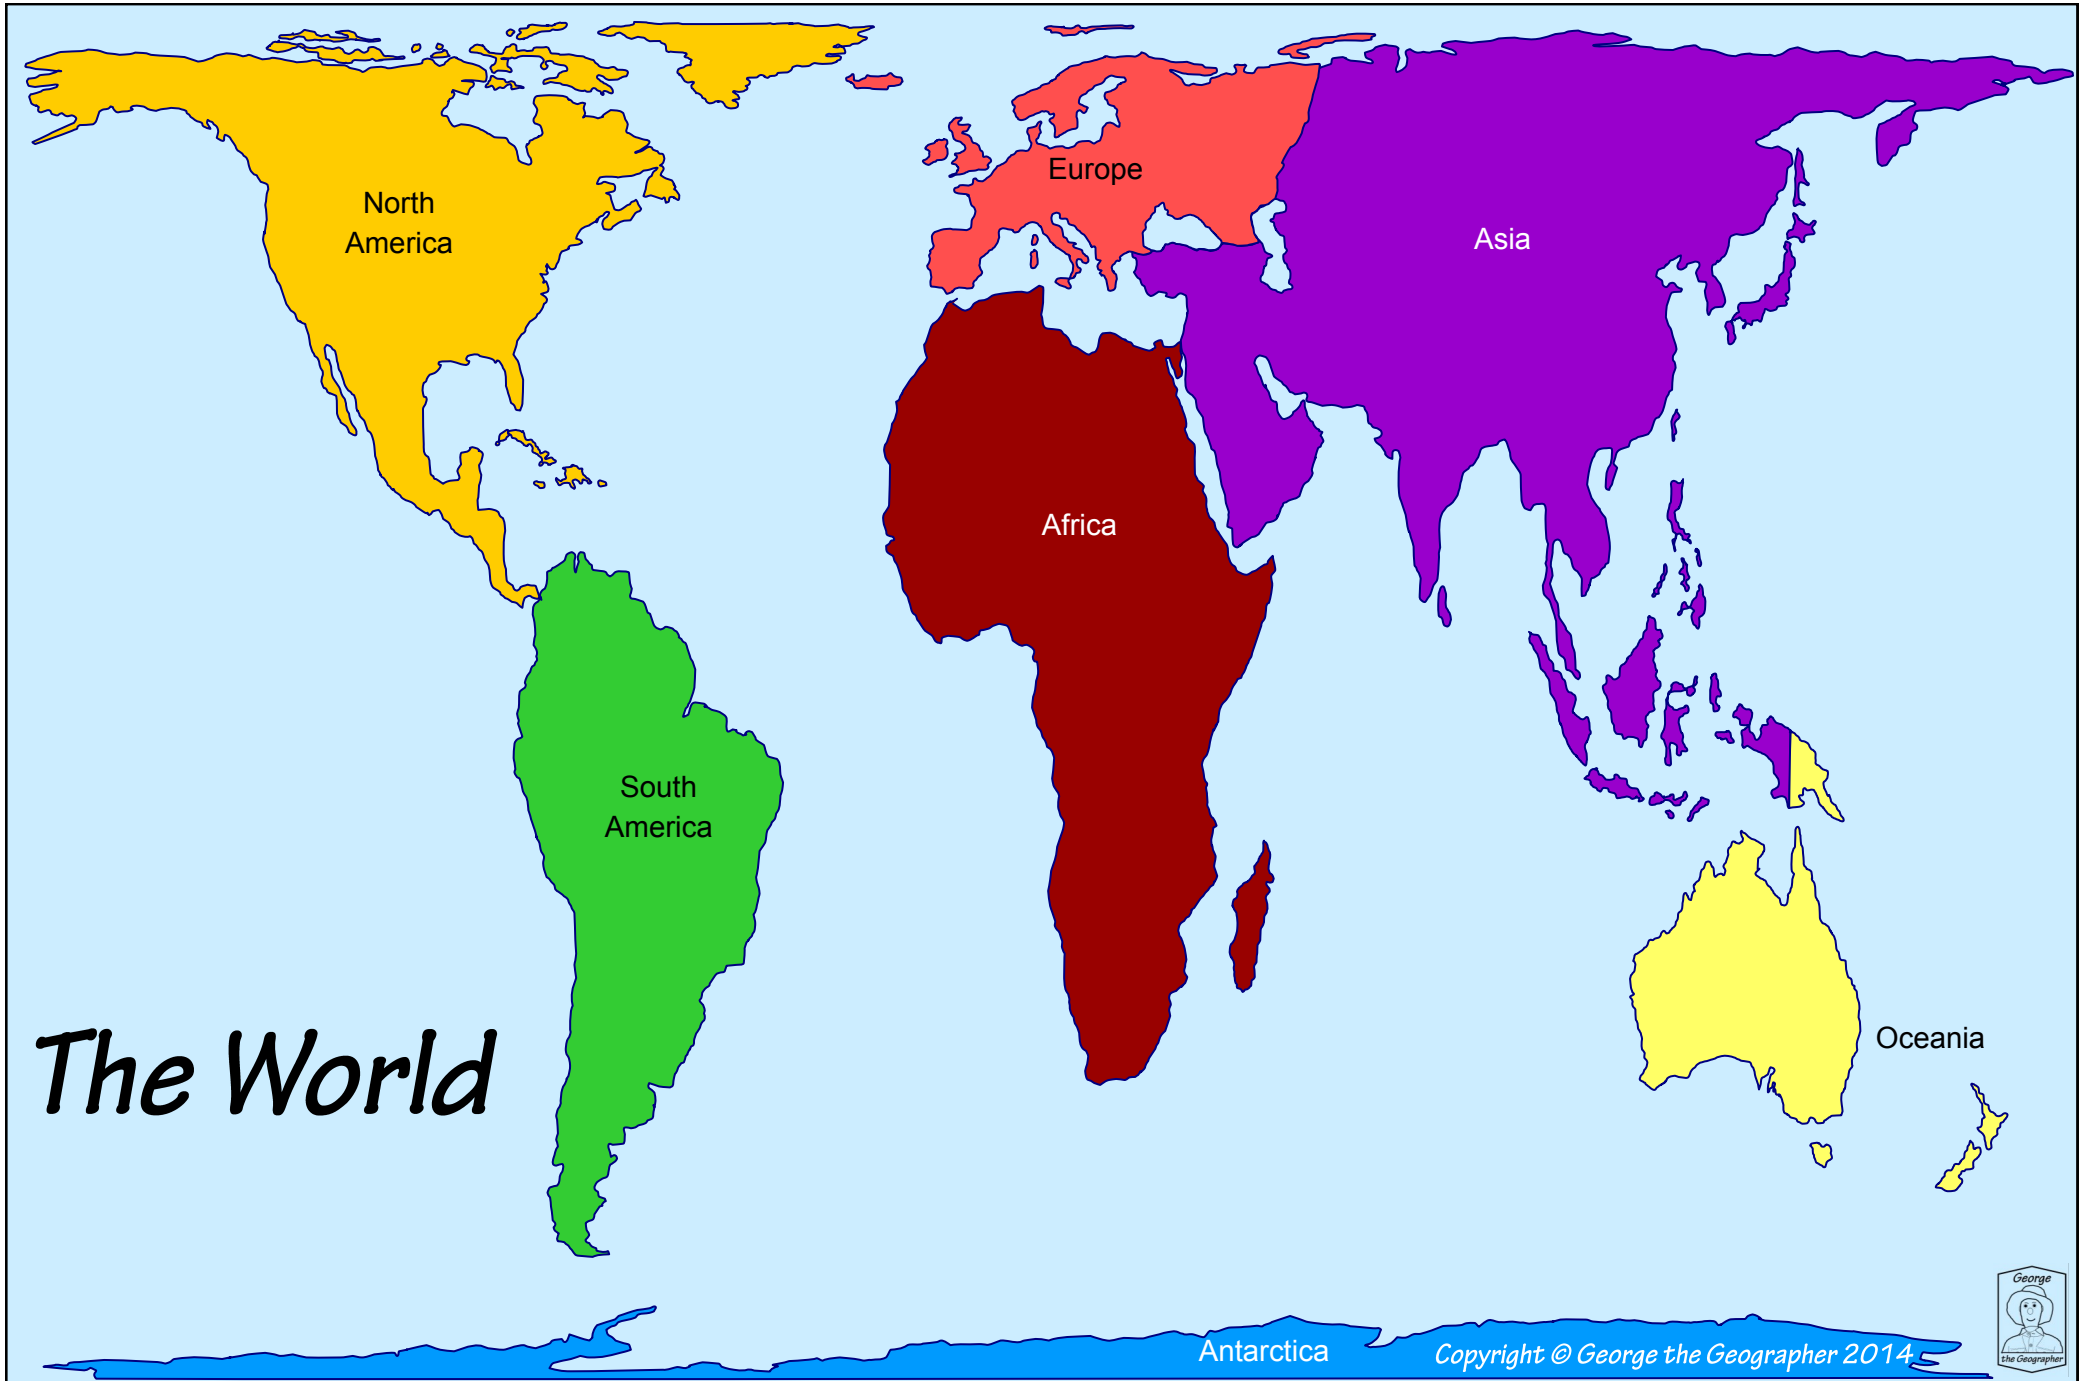 North
America
Europe
Asia
Africa
South
America
The World
Oceania
Antarctica
Copyright © George the Geographer 2014
George
the Geographer